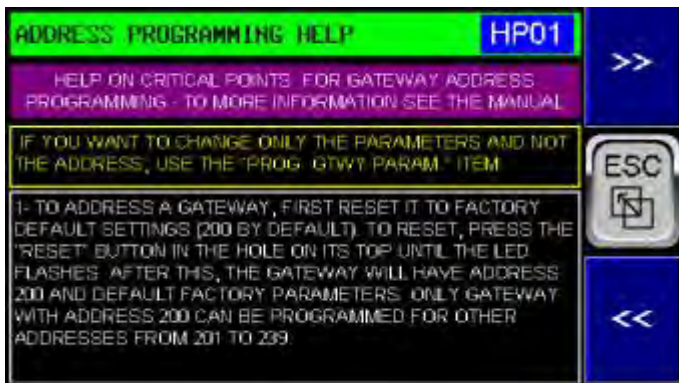 ADDRESS PROGRAMMING HELP
HP01
>>
HELP ON CRITICAL POINTS FOR GATEWAY ADDRESS
PROGRAMMING - TO MORE INFORMATION SEE THE MANUAL
IF YOU WANT TO CHANGE ONLY THE PARAMETERS AND NOT
THE ADDRESS, USE THE "PROG. GTWY PARAM." ITEM
ESC
1- TO ADDRESS A GATEWAY, FIRST RESET IT TO FACTORY
DEFAULT SETTINGS (200 BY DEFAULT). TO RESET, PRESS THE
"RESET" BUTTON IN THE HOLE ON ITS TOP UNTIL THE LED
FLASHES. AFTER THIS, THE GATEWAY WILL HAVE ADDRESS
200 AND DEFAULT FACTORY PARAMETERS. ONLY GATEWAY
WITH ADDRESS 200 CAN BE PROGRAMMED FOR OTHER
ADDRESSES FROM 201 TO 239.
<<